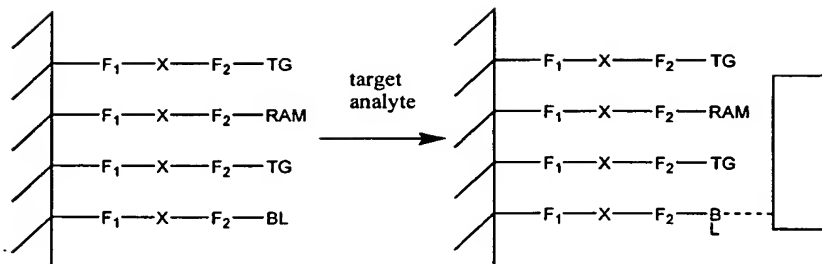 F₁—X—F₂—TG
F₁—X—F₂—RAM
F₁—X—F₂—TG
F₁—X—F₂—BL
target
analyte
F₁—X—F₂—TG
F₁—X—F₂—RAM
F₁—X—F₂—TG
F₁—X—F₂—B
L